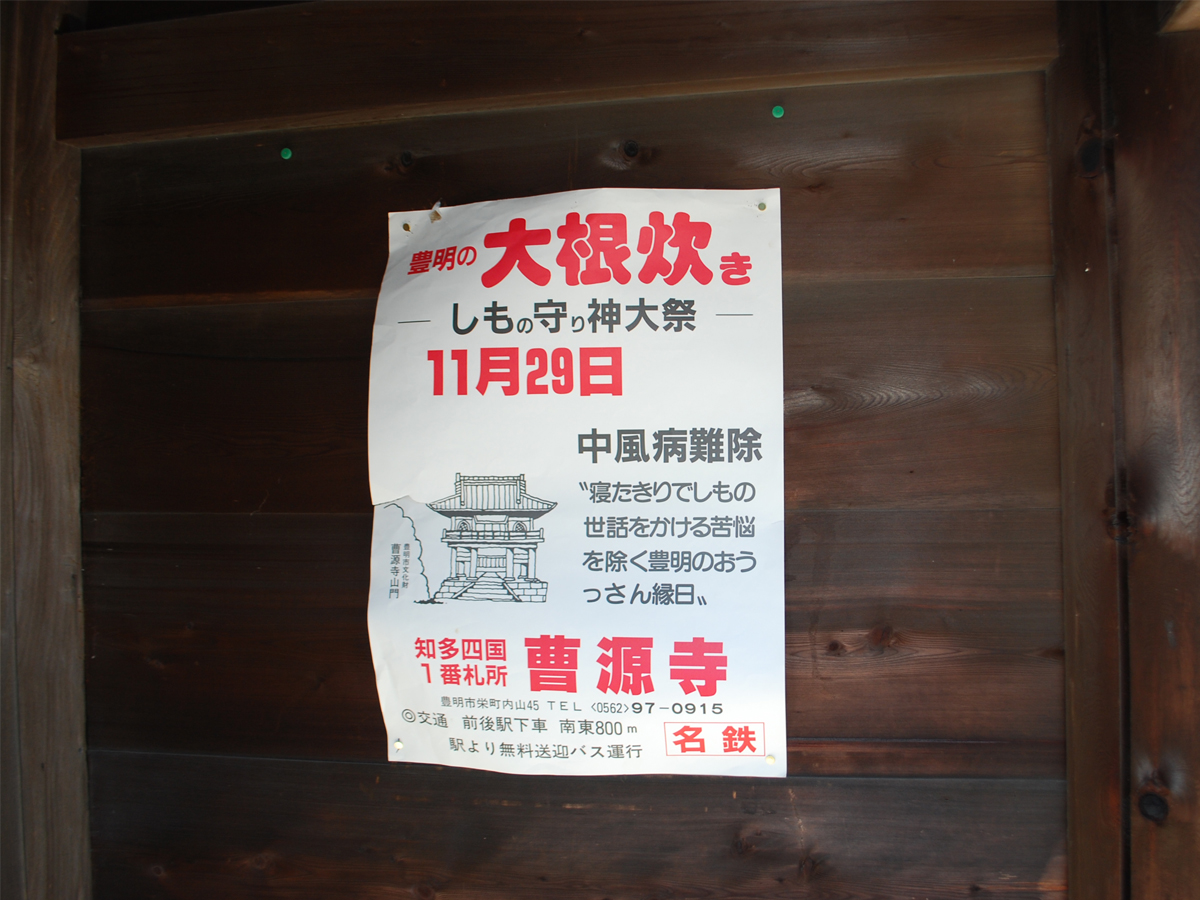 豊明の大根炊き
しもの守り神大祭
11月29日
中風病難除
〝寝たきりでしもの
世話をかける苦悩
を除く豊明のおう
っさん縁日〟
豊明市文化財
曹源寺山門
知多四国
1番札所
曹源寺
豊明市栄町内山45 TEL〈0562〉97-0915
◎交通 前後駅下車 南東800m
駅より無料送迎バス運行
名鉄